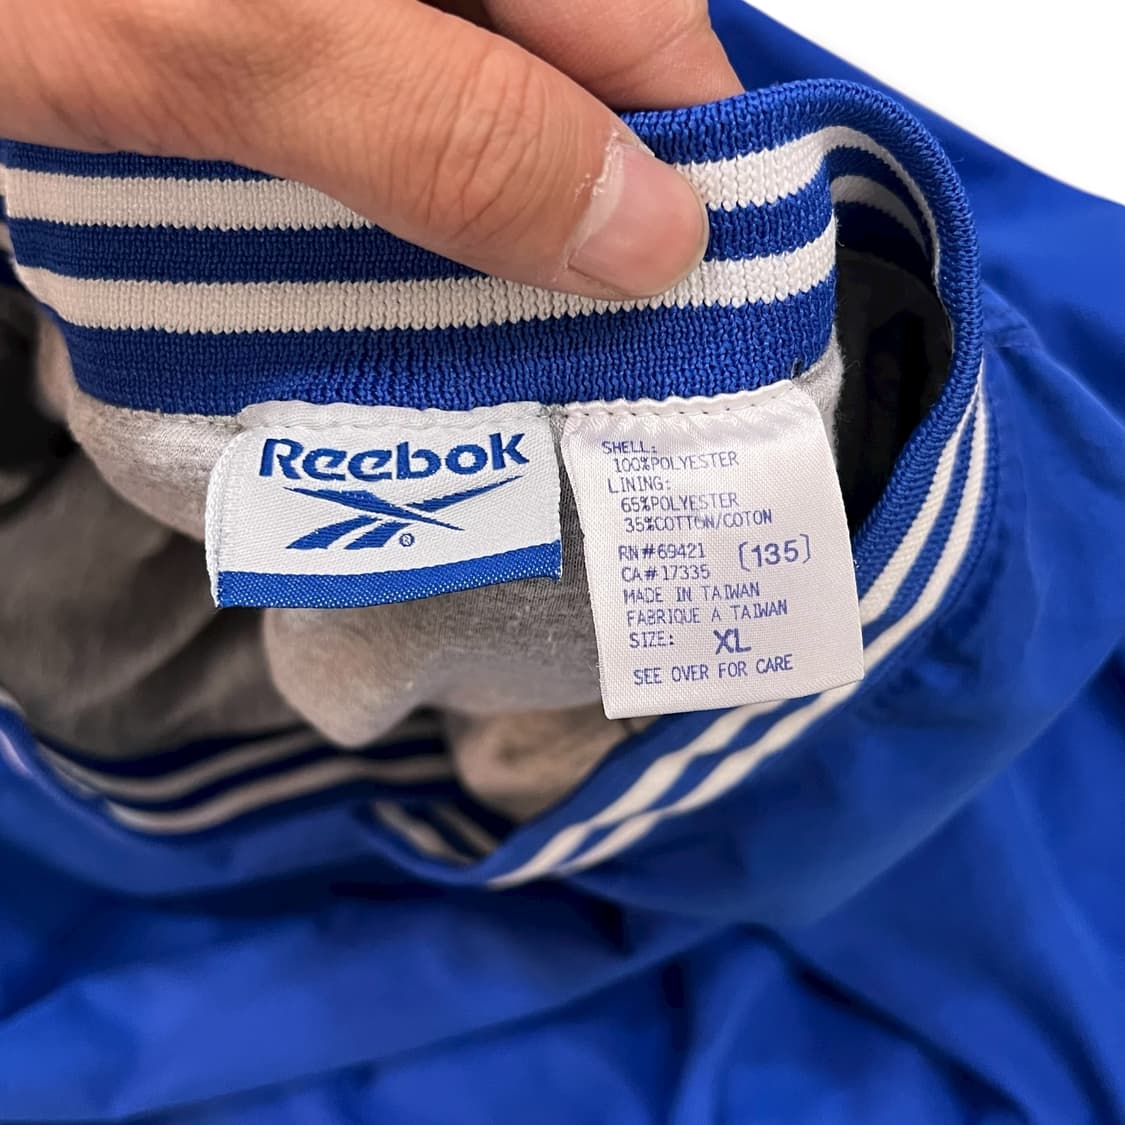 Reebok
®
SHELL:
100%POLYESTER
LINING:
65%POLYESTER
35%COTTON/COTON
RN#69421 (135)
CA#17335
MADE IN TAIWAN
FABRIQUE A TAIWAN
SIZE: XL
SEE OVER FOR CARE